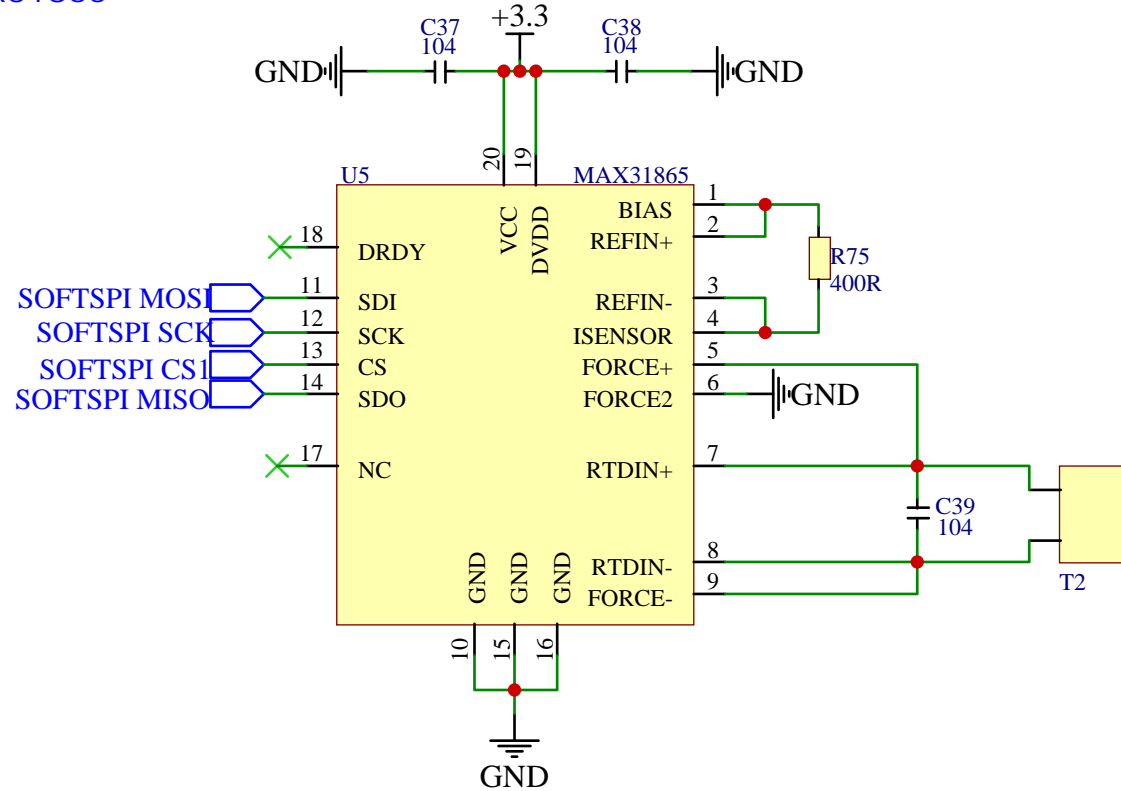 +3.3
C37
104
C38
104
GND
GND
20
19
U5
MAX31865
VCC
DVDD
18
DRDY
SOFTSPI MOSI
11
SDI
SOFTSPI SCK
12
SCK
SOFTSPI CS1
13
CS
SOFTSPI MISO
14
SDO
17
NC
BIAS
1
REFIN+
2
R75
400R
REFIN-
3
ISENSOR
4
FORCE+
5
FORCE2
6
GND
RTDIN+
7
C39
104
RTDIN-
8
FORCE-
9
T2
GND
GND
GND
10
15
16
GND